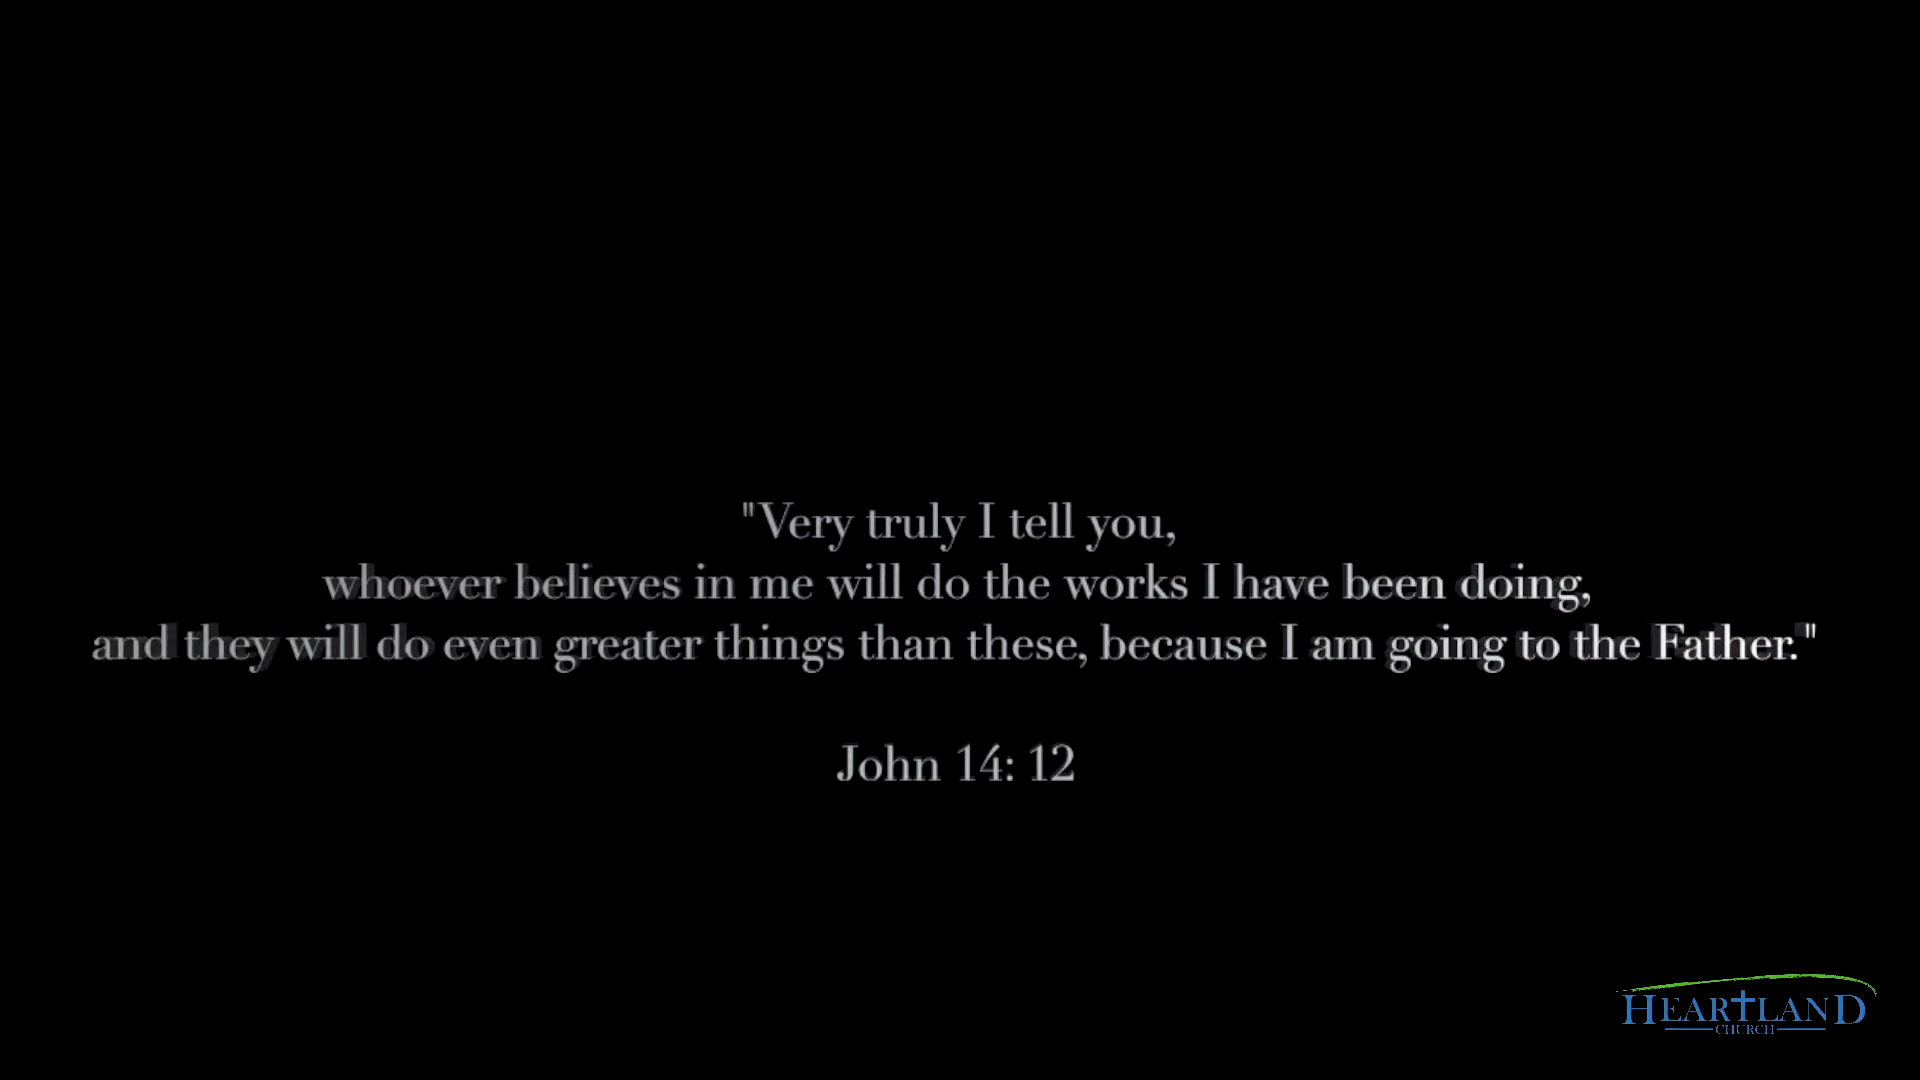 "Very truly I tell you,
whoever believes in me will do the works I have been doing,
and they will do even greater things than these, because I am going to the Father."
John 14: 12
HEARTLAND
CHURCH